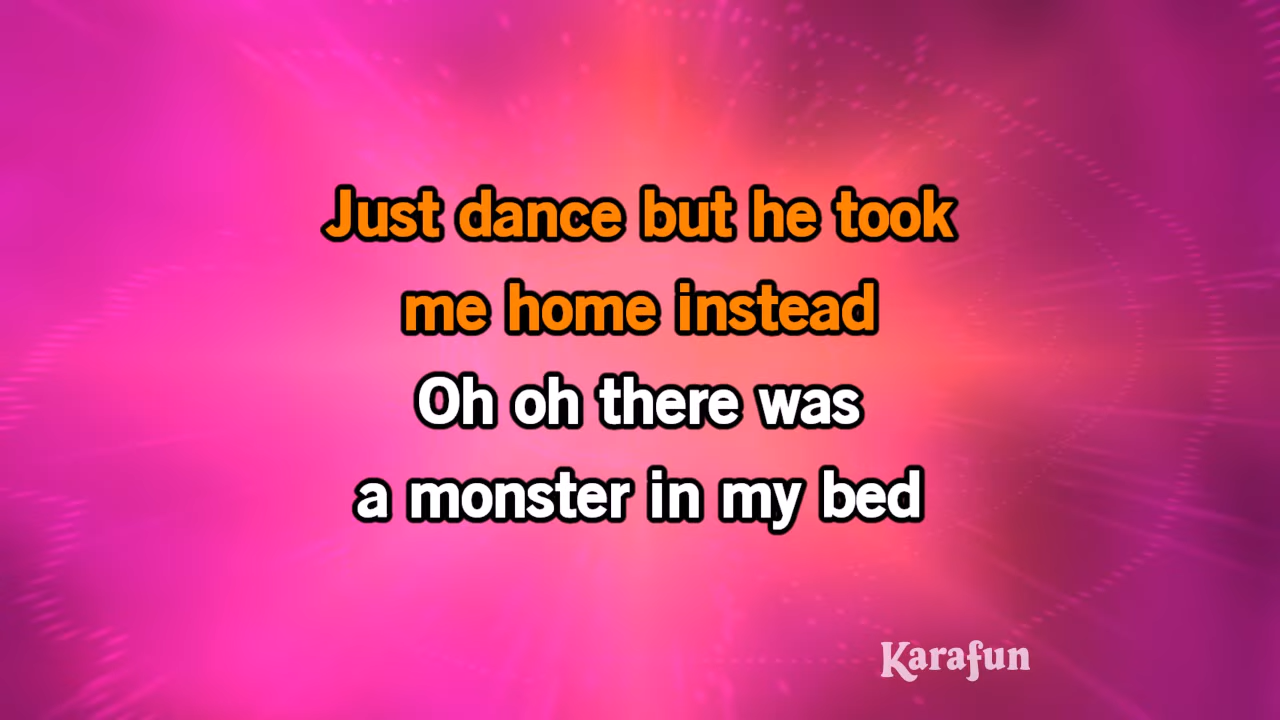 Just dance but he took
me home instead
Oh oh there was
a monster in my bed
Karafun